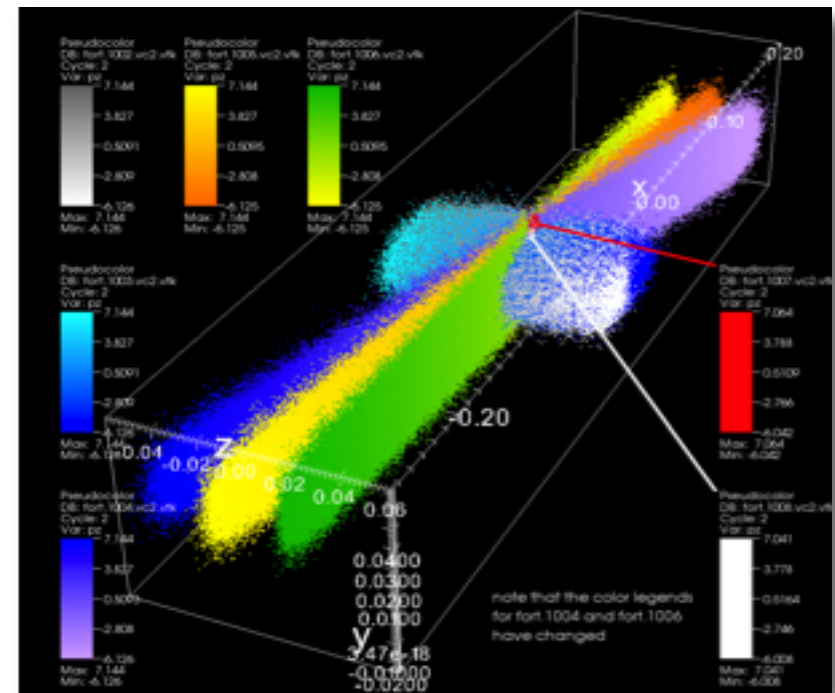 Pseudocolor
DB: fort.1002.vc2.vtk
Cycle: 2
Var: pz
7.144
3.827
0.5091
-2.809
-6.126
Max: 7.144
Min: -6.126
Pseudocolor
DB: fort.1005.vc2.vtk
Cycle: 2
Var: pz
7.144
3.827
0.5095
-2.808
-6.125
Max: 7.144
Min: -6.125
Pseudocolor
DB: fort.1006.vc2.vtk
Cycle: 2
Var: pz
7.144
3.827
0.5095
-2.808
-6.125
Max: 7.144
Min: -6.125
0.20
-0.10
x
0.00
Pseudocolor
DB: fort.1003.vc2.vtk
Cycle: 2
Var: pz
7.144
3.827
0.5091
-2.809
Pseudocolor
DB: fort.1007.vc2.vtk
Cycle: 2
Var: pz
7.064
3.788
0.5109
-2.766
-6.042
Max: 7.064
Min: -6.042
-0.20
-0.04
-0.02
z
0.00
0.02
0.04
0.06
Pseudocolor
DB: fort.1004.vc2.vtk
Cycle: 2
Var: pz
7.144
3.827
-2.808
-6.126
Max: 7.144
Min: -6.126
0.0400
0.0300
0.0200
0.0100
y
3.47e-18
-0.0100
-0.0200
note that the color legends
for fort.1004 and fort.1006
have changed
Pseudocolor
DB: fort.1008.vc2.vtk
Cycle: 2
Var: pz
7.041
3.778
0.5164
-2.746
-6.008
Max: 7.041
Min: -6.008